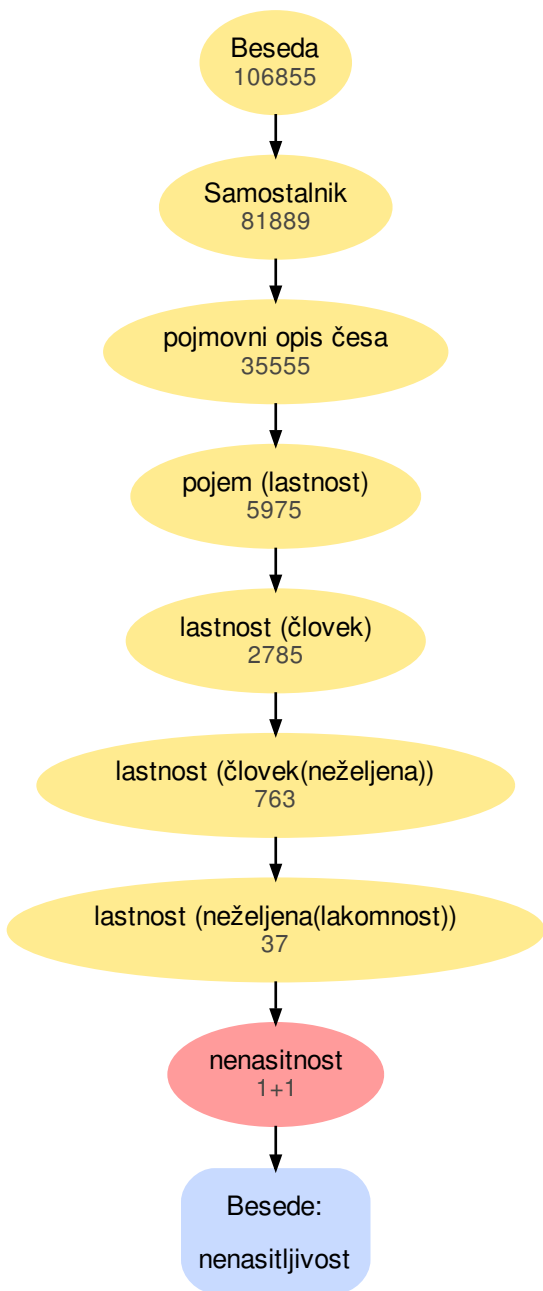 Beseda
106855
Samostalnik
81889
pojmovni opis česa
35555
pojem (lastnost)
5975
lastnost (človek)
2785
lastnost (človek(neželjena))
763
lastnost (neželjena(lakomnost))
37
nenasitnost
1+1
Besede:
nenasitljivost